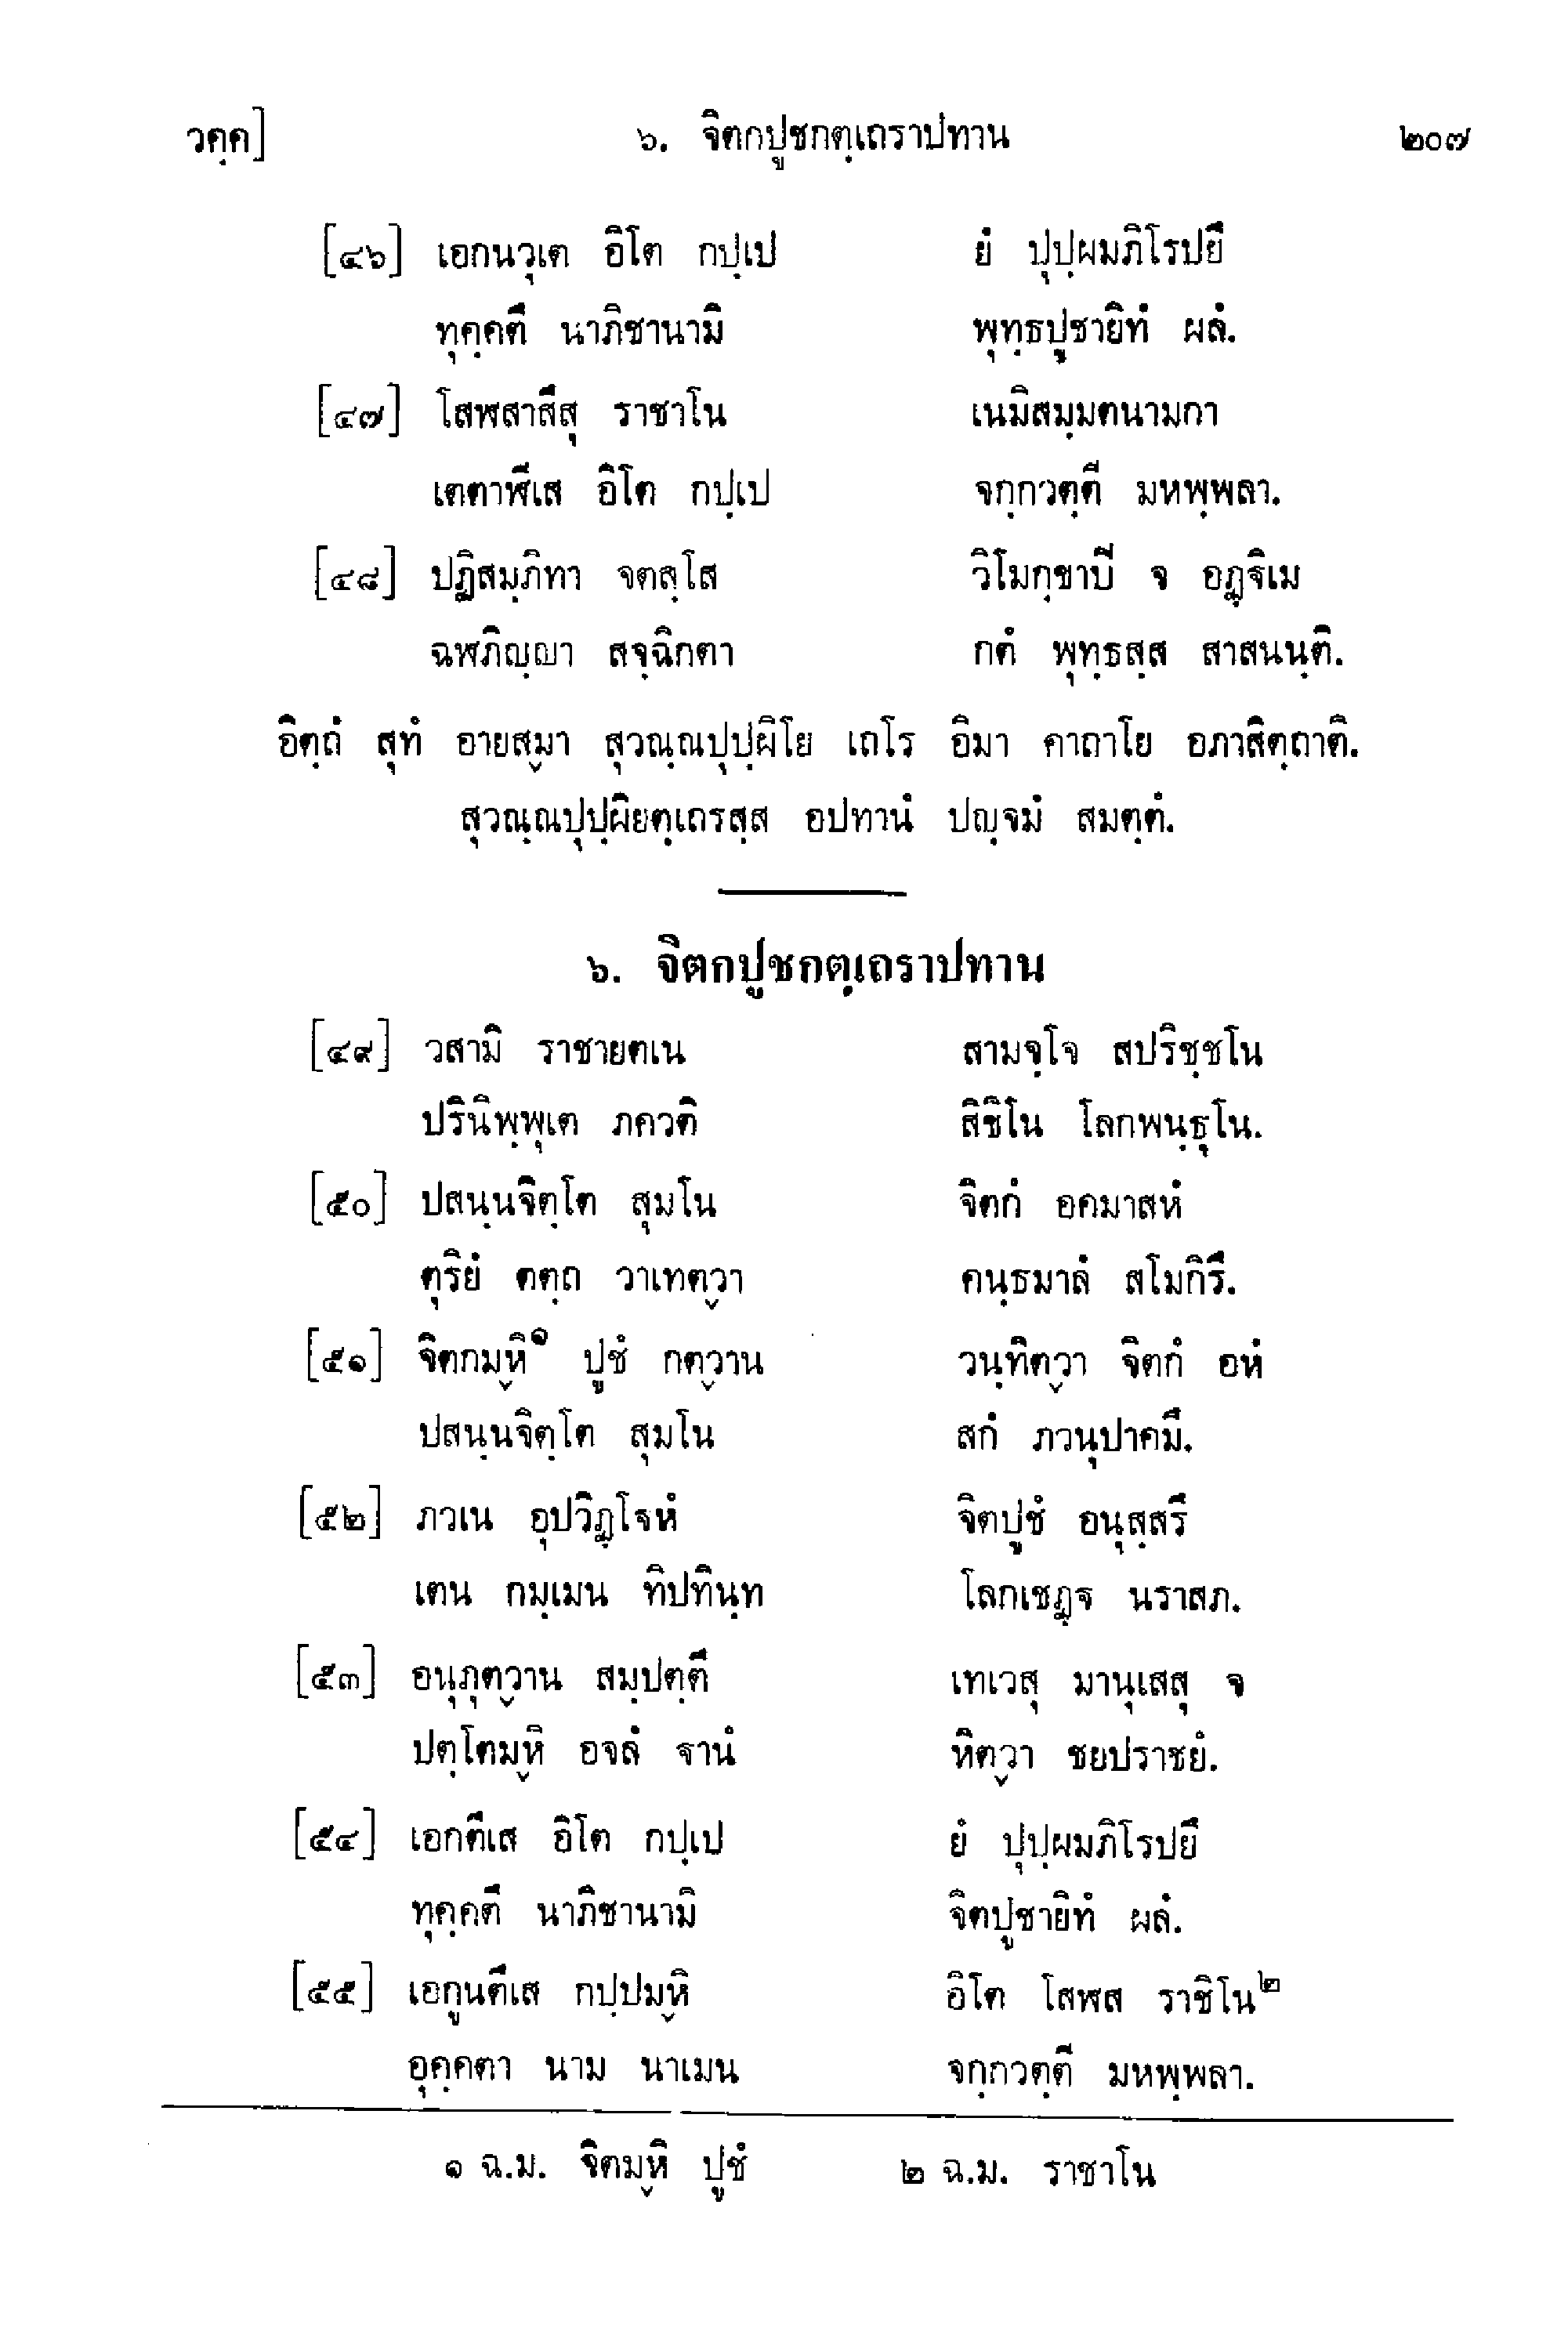 วคฺค] ๖. จิตกปูชกตฺเถราปทาน ๒๐๗
[๔๖] เอกนวุเต อิโต กปฺเป ยํ ปุปฺผมภิโรปยึ
ทุคฺคตึ นาภิชานามิ พุทฺธปูชายิทํ ผลํ.
[๔๗] โสฬสาสึสุ ราชาโน เนมิสมฺมตนามกา
เตตาฬีเส อิโต กปฺเป จกฺกวตฺตี มหพฺพลา.
[๔๘] ปฏิสมฺภิทา จตสฺโส วิโมกฺขาปิ จ อฏฺฐิเม
ฉฬภิญฺญา สจฺฉิกตา กตํ พุทฺธสฺส สาสนนฺติ.
อิตฺถํ สุทํ อายสฺมา สุวณฺณปุปฺผิโย เถโร อิมา คาถาโย อภาสิตฺถาติ.
สุวณฺณปุปฺผิยตฺเถรสฺส อปทานํ ปญฺจมํ สมตฺตํ.
๖. จิตกปูชกตฺเถราปทาน
[๔๙] วสามิ ราชายตเน สามจฺโจ สปริชฺชโน
ปรินิพฺพุเต ภควติ สิขิโน โลกพนฺธุโน.
[๕๐] ปสนฺนจิตฺโต สุมโน จิตกํ อคมาสหํ
ตุริยํ ตตฺถ วาเทตฺวา คนฺธมาลํ สโมกิรึ.
[๕๑] จิตกมฺหิ๑ ปูชํ กตฺวาน วนฺทิตฺวา จิตกํ อหํ
ปสนฺนจิตฺโต สุมโน สกํ ภวนุปาคมึ.
[๕๒] ภวเน อุปวิฏฺโฐหํ จิตปูชํ อนุสฺสรึ
เตน กมฺเมน ทิปทินฺท โลกเชฏฺฐ นราสภ.
[๕๓] อนุภุตฺวาน สมฺปตฺตึ เทเวสุ มานุเสสุ จ
ปตฺโตมฺหิ อจลํ ฐานํ หิตฺวา ชยปราชยํ.
[๕๔] เอกตึเส อิโต กปฺเป ยํ ปุปฺผมภิโรปยึ
ทุคฺคตึ นาภิชานามิ จิตปูชายิทํ ผลํ.
[๕๕] เอกูนตึเส กปฺปมฺหิ อิโต โสฬส ราชิโน๒
อุคฺคตา นาม นาเมน จกฺกวตฺตี มหพฺพลา.
๑ ฉ.ม. จิตมฺหิ ปูชํ ๒ ฉ.ม. ราชาโน